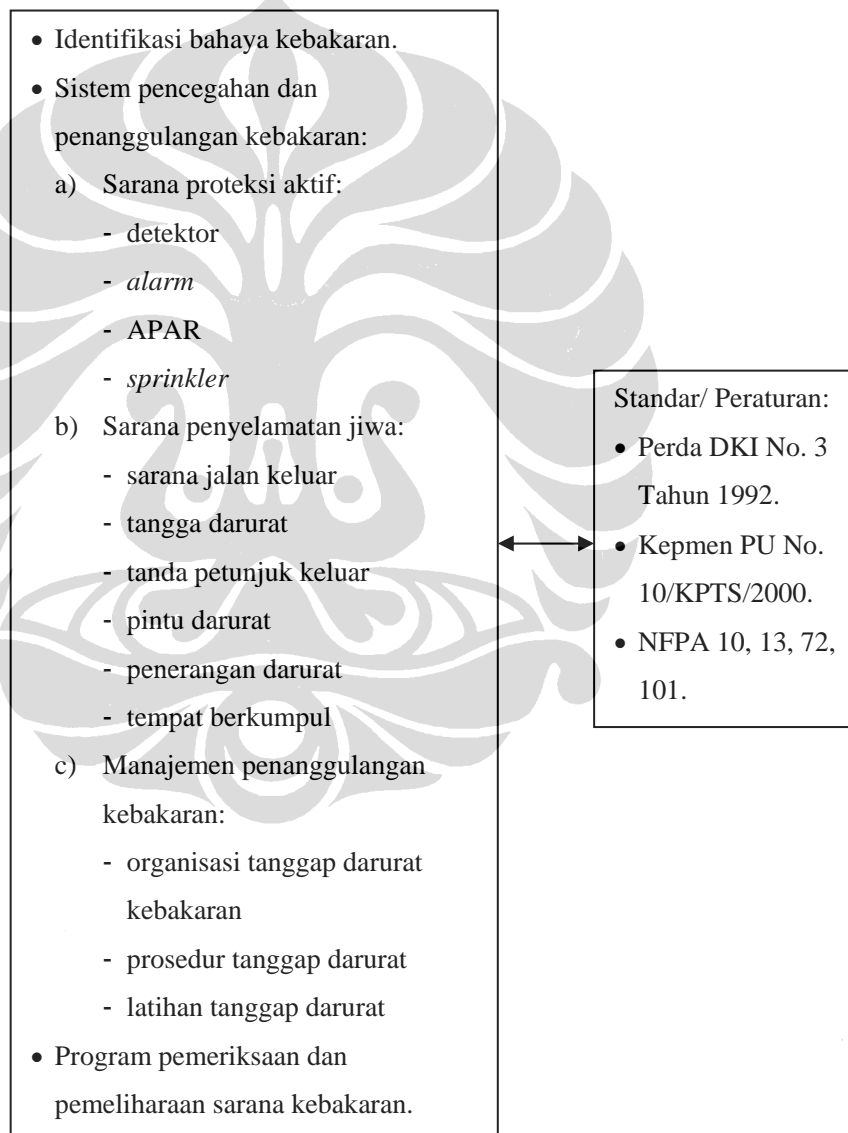 • Identifikasi bahaya kebakaran.
• Sistem pencegahan dan
penanggulangan kebakaran:
a) Sarana proteksi aktif:
- detektor
- alarm
- APAR
- sprinkler
b) Sarana penyelamatan jiwa:
- sarana jalan keluar
- tangga darurat
- tanda petunjuk keluar
- pintu darurat
- penerangan darurat
- tempat berkumpul
c) Manajemen penanggulangan
kebakaran:
- organisasi tanggap darurat
kebakaran
- prosedur tanggap darurat
- latihan tanggap darurat
• Program pemeriksaan dan
pemeliharaan sarana kebakaran.
Standar/ Peraturan:
• Perda DKI No. 3
Tahun 1992.
• Kepmen PU No.
10/KPTS/2000.
• NFPA 10, 13, 72,
101.